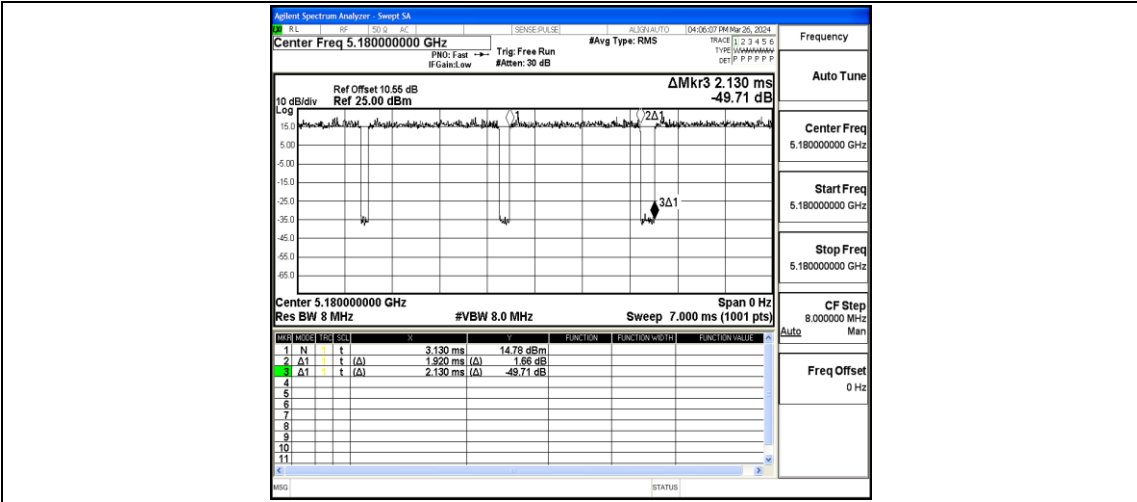 Agilent Spectrum Analyzer - Swept SA
RL RF 50 Ω AC SENSE:PULSE ALIGN AUTO 04:06:07 PM Mar 26, 2024
Center Freq 5.180000000 GHz #Avg Type: RMS TRACE 1 2 3 4 5 6
PNO: Fast Trig: Free Run TYPE
IFGain:Low #Atten: 30 dB DET P P P P P P
Frequency
Auto Tune
ΔMkr3 2.130 ms
-49.71 dB
Ref Offset 10.55 dB
10 dB/div Ref 25.00 dBm
Log
15.0
5.00
-5.00
-15.0
-25.0
-35.0
-45.0
-55.0
-65.0
1
2Δ1
3Δ1
Center 5.180000000 GHz Span 0 Hz
Res BW 8 MHz #VBW 8.0 MHz Sweep 7.000 ms (1001 pts)
MKR MODE TRC SCL X Y FUNCTION FUNCTION WIDTH FUNCTION VALUE
1 N 1 t 3.130 ms 14.78 dBm
2 Δ1 1 t (Δ) 1.920 ms (Δ) 1.66 dB
3 Δ1 1 t (Δ) 2.130 ms (Δ) -49.71 dB
4
5
6
7
8
9
10
11
Center Freq
5.180000000 GHz
Start Freq
5.180000000 GHz
Stop Freq
5.180000000 GHz
CF Step
8.000000 MHz
Auto Man
Freq Offset
0 Hz
MSG STATUS